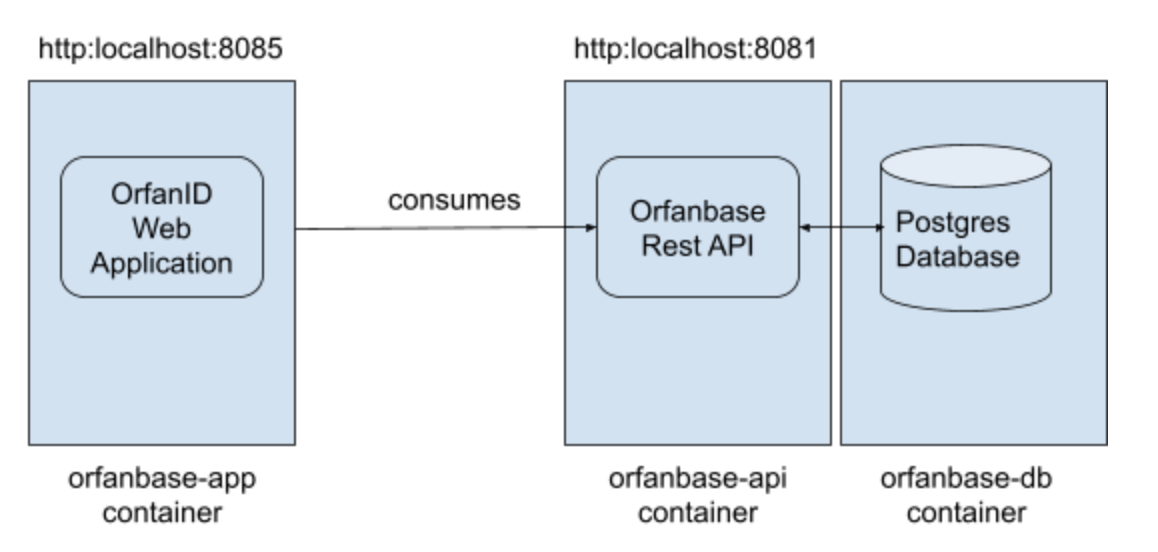 http:localhost:8085
http:localhost:8081
OrfanID
Web
Application
consumes
Orfanbase
Rest API
Postgres
Database
orfanbase-app
container
orfanbase-api
container
orfanbase-db
container